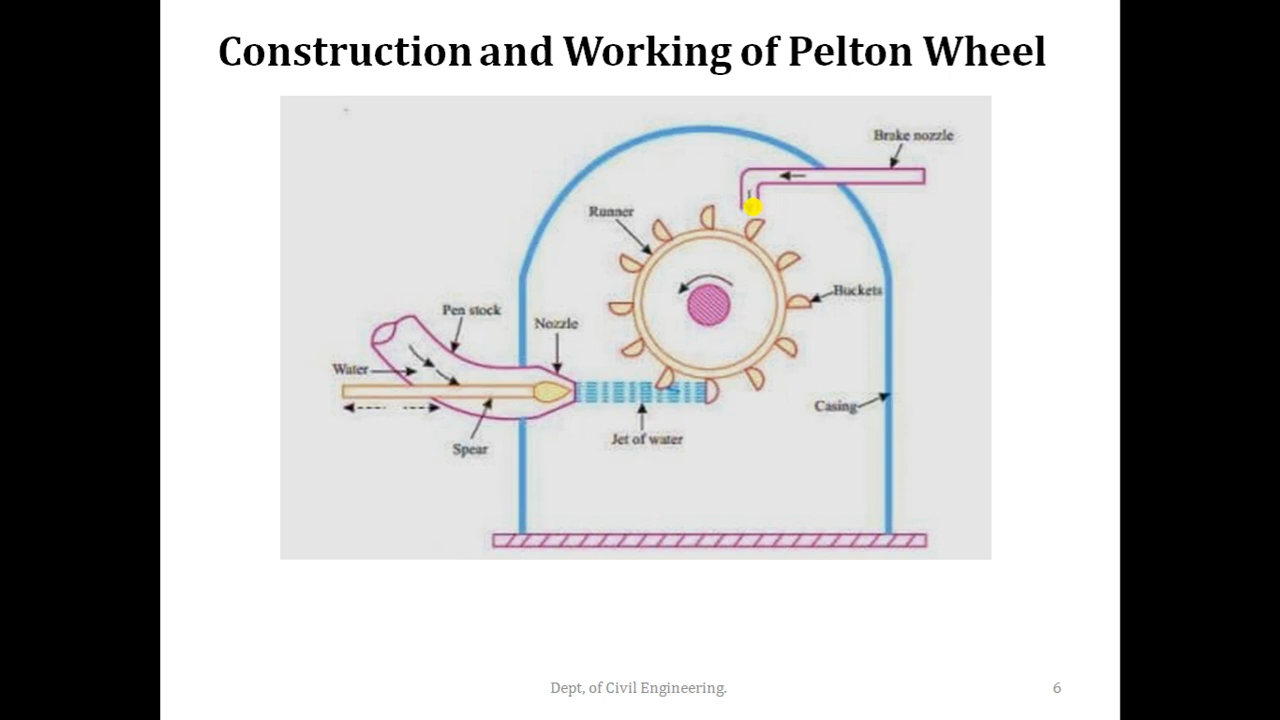 Construction and Working of Pelton Wheel
Brake nozzle
Runner
Buckets
Pen stock
Nozzle
Water
Casing
Jet of water
Spear
Dept, of Civil Engineering.
6